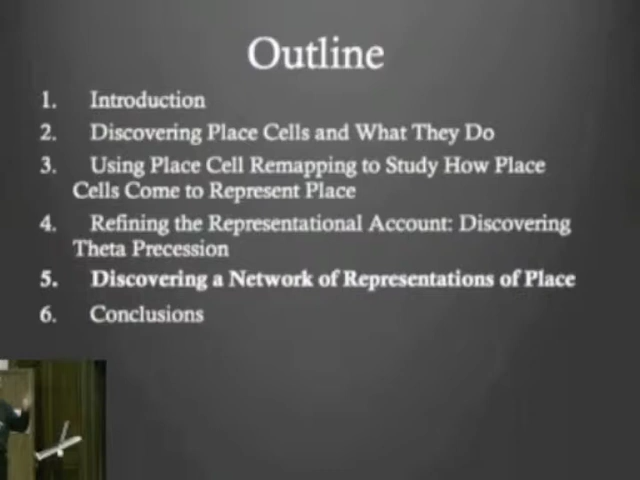 Outline
1. Introduction
2. Discovering Place Cells and What They Do
3. Using Place Cell Remapping to Study How Place
Cells Come to Represent Place
4. Refining the Representational Account: Discovering
Theta Precession
5. Discovering a Network of Representations of Place
6. Conclusions